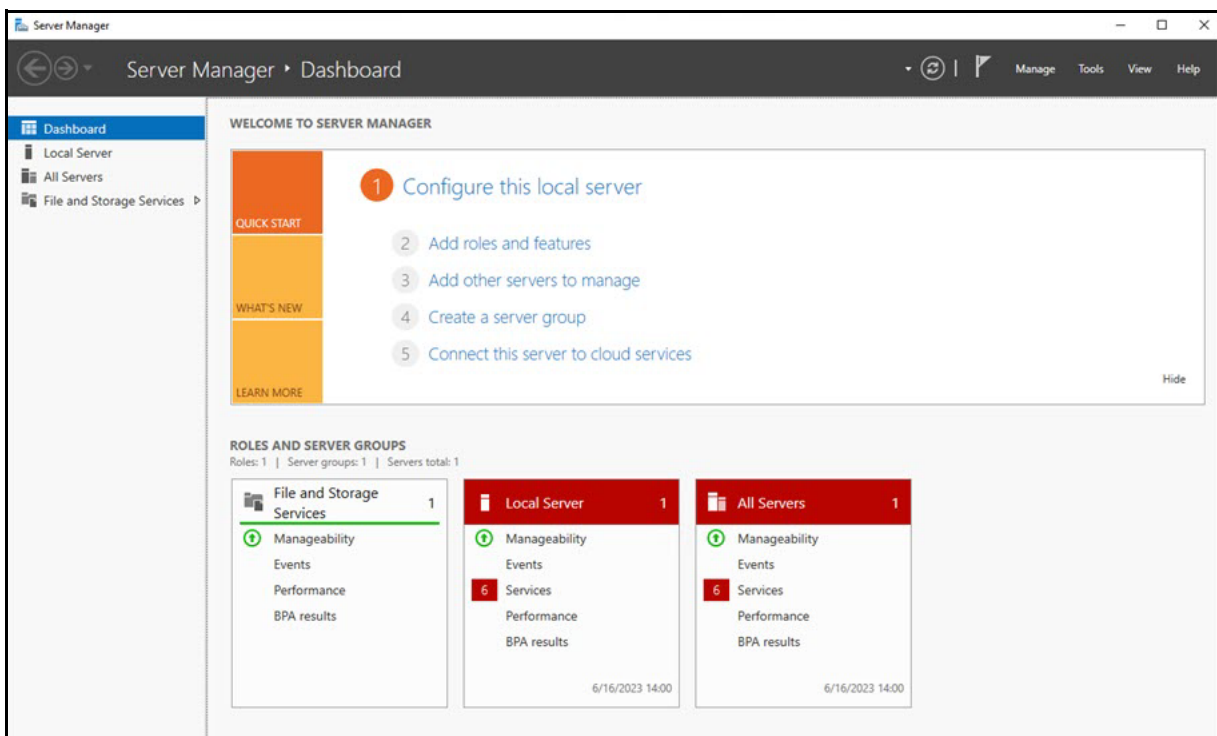 Server Manager
Server Manager ‣ Dashboard
Manage Tools View Help
Dashboard
Local Server
All Servers
File and Storage Services
WELCOME TO SERVER MANAGER
QUICK START
WHAT'S NEW
LEARN MORE
1 Configure this local server
2 Add roles and features
3 Add other servers to manage
4 Create a server group
5 Connect this server to cloud services
Hide
ROLES AND SERVER GROUPS
Roles: 1 | Server groups: 1 | Servers total: 1
File and Storage
Services 1
Manageability
Events
Performance
BPA results
Local Server 1
Manageability
Events
6 Services
Performance
BPA results
6/16/2023 14:00
All Servers 1
Manageability
Events
6 Services
Performance
BPA results
6/16/2023 14:00